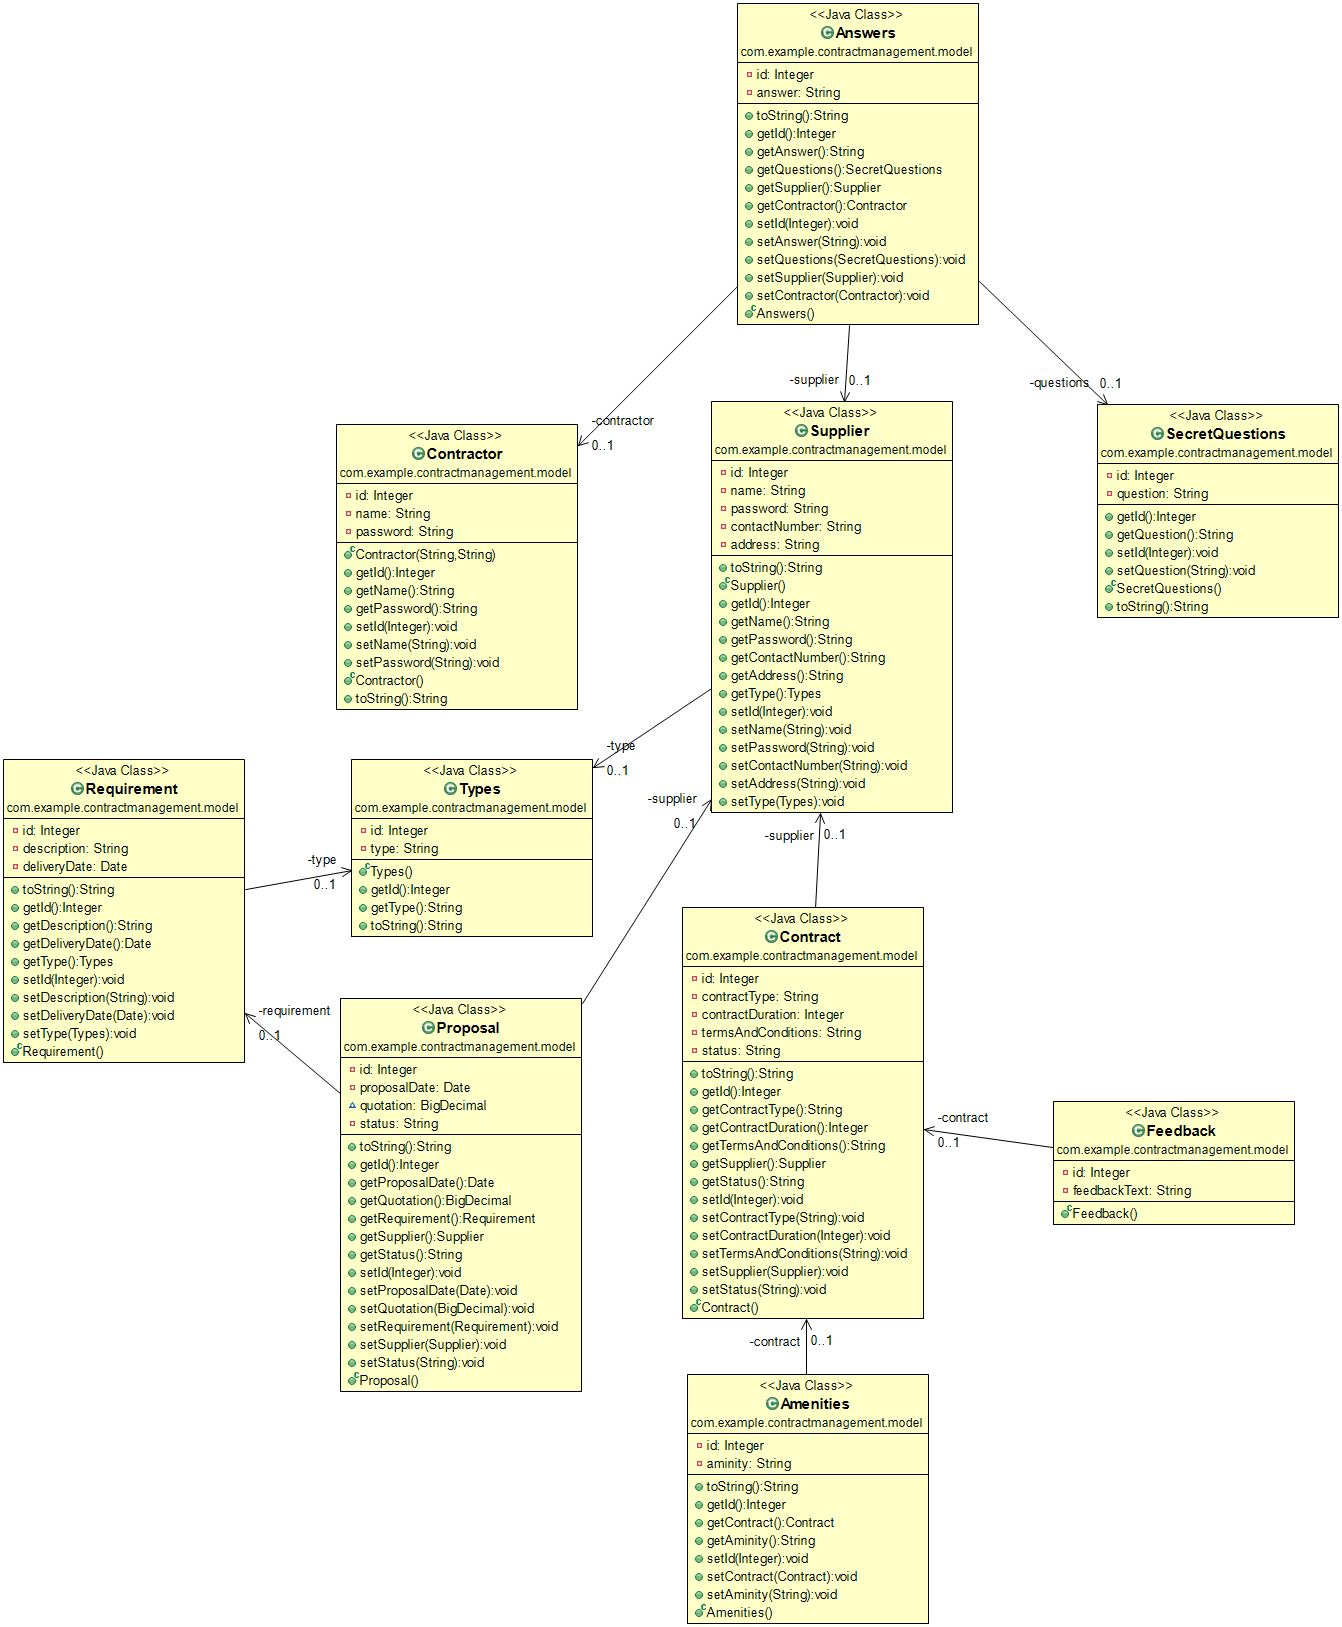 <<Java Class>>
Answers
com.example.contractmanagement.model
id: Integer
answer: String
toString():String
getId():Integer
getAnswer():String
getQuestions():SecretQuestions
getSupplier():Supplier
getContractor():Contractor
setId(Integer):void
setAnswer(String):void
setQuestions(SecretQuestions):void
setSupplier(Supplier):void
setContractor(Contractor):void
Answers()
-contractor
0..1
-supplier
0..1
-questions
0..1
<<Java Class>>
Contractor
com.example.contractmanagement.model
id: Integer
name: String
password: String
Contractor(String,String)
getId():Integer
getName():String
getPassword():String
setId(Integer):void
setName(String):void
setPassword(String):void
Contractor()
toString():String
<<Java Class>>
Supplier
com.example.contractmanagement.model
id: Integer
name: String
password: String
contactNumber: String
address: String
toString():String
Supplier()
getId():Integer
getName():String
getPassword():String
getContactNumber():String
getAddress():String
getType():Types
setId(Integer):void
setName(String):void
setPassword(String):void
setContactNumber(String):void
setAddress(String):void
setType(Types):void
<<Java Class>>
SecretQuestions
com.example.contractmanagement.model
id: Integer
question: String
getId():Integer
getQuestion():String
setId(Integer):void
setQuestion(String):void
SecretQuestions()
toString():String
-type
0..1
-supplier
0..1
-supplier
0..1
<<Java Class>>
Requirement
com.example.contractmanagement.model
id: Integer
description: String
deliveryDate: Date
toString():String
getId():Integer
getDescription():String
getDeliveryDate():Date
getType():Types
setId(Integer):void
setDescription(String):void
setDeliveryDate(Date):void
setType(Types):void
Requirement()
-type
0..1
<<Java Class>>
Types
com.example.contractmanagement.model
id: Integer
type: String
Types()
getId():Integer
getType():String
toString():String
-requirement
0..1
<<Java Class>>
Proposal
com.example.contractmanagement.model
id: Integer
proposalDate: Date
quotation: BigDecimal
status: String
toString():String
getId():Integer
getProposalDate():Date
getQuotation():BigDecimal
getRequirement():Requirement
getSupplier():Supplier
getStatus():String
setId(Integer):void
setProposalDate(Date):void
setQuotation(BigDecimal):void
setRequirement(Requirement):void
setSupplier(Supplier):void
setStatus(String):void
Proposal()
<<Java Class>>
Contract
com.example.contractmanagement.model
id: Integer
contractType: String
contractDuration: Integer
termsAndConditions: String
status: String
toString():String
getId():Integer
getContractType():String
getContractDuration():Integer
getTermsAndConditions():String
getSupplier():Supplier
getStatus():String
setId(Integer):void
setContractType(String):void
setContractDuration(Integer):void
setTermsAndConditions(String):void
setSupplier(Supplier):void
setStatus(String):void
Contract()
-contract
0..1
<<Java Class>>
Feedback
com.example.contractmanagement.model
id: Integer
feedbackText: String
Feedback()
-contract
0..1
<<Java Class>>
Amenities
com.example.contractmanagement.model
id: Integer
aminity: String
toString():String
getId():Integer
getContract():Contract
getAminity():String
setId(Integer):void
setContract(Contract):void
setAminity(String):void
Amenities()